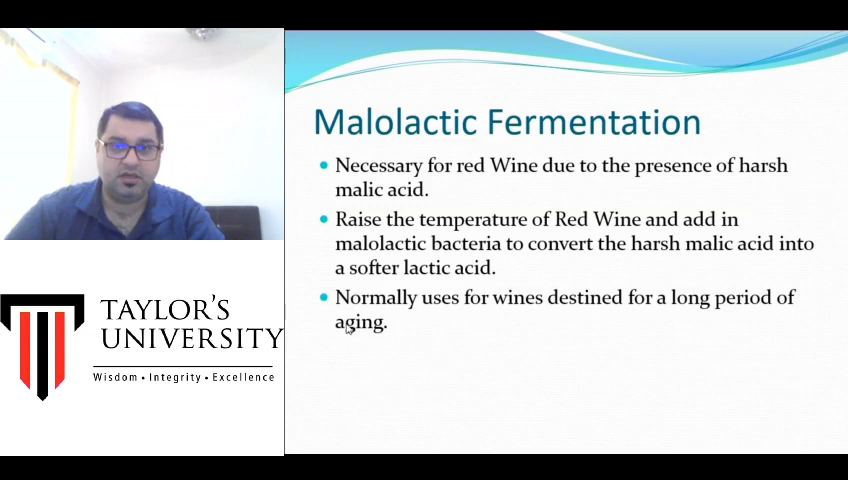 Malolactic Fermentation
Necessary for red Wine due to the presence of harsh
malic acid.
Raise the temperature of Red Wine and add in
malolactic bacteria to convert the harsh malic acid into
a softer lactic acid.
Normally uses for wines destined for a long period of
aging.
TAYLOR'S
UNIVERSITY
Wisdom • Integrity • Excellence